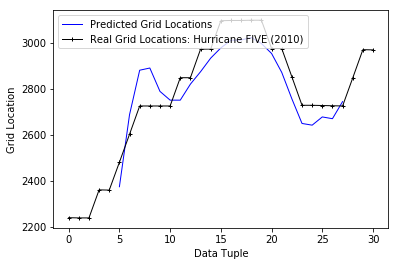 Predicted Grid Locations
Real Grid Locations: Hurricane FIVE (2010)
3000
2800
2600
2400
2200
Grid Location
0 5 10 15 20 25 30
Data Tuple